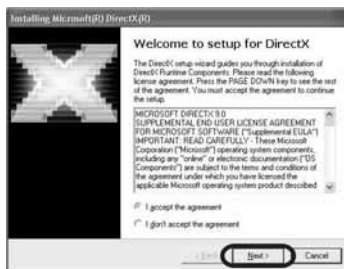 Installing Microsoft(R) DirectX(R)
Welcome to setup for DirectX
The DirectX setup wizard guides you through installation of
DirectX Runtime Components. Please read the following
license agreement. Press the PAGE DOWN key to see the rest
of the agreement. You must accept the agreement to continue
the setup.
MICROSOFT DIRECTX 9.0
SUPPLEMENTAL END USER LICENSE AGREEMENT
FOR MICROSOFT SOFTWARE ("Supplemental EULA")
IMPORTANT: READ CAREFULLY - These Microsoft
Corporation ("Microsoft") operating system components,
including any "online" or electronic documentation ("OS
Components") are subject to the terms and conditions of
the agreement under which you have licensed the
applicable Microsoft operating system product described
I accept the agreement
I don't accept the agreement
< Back Next > Cancel